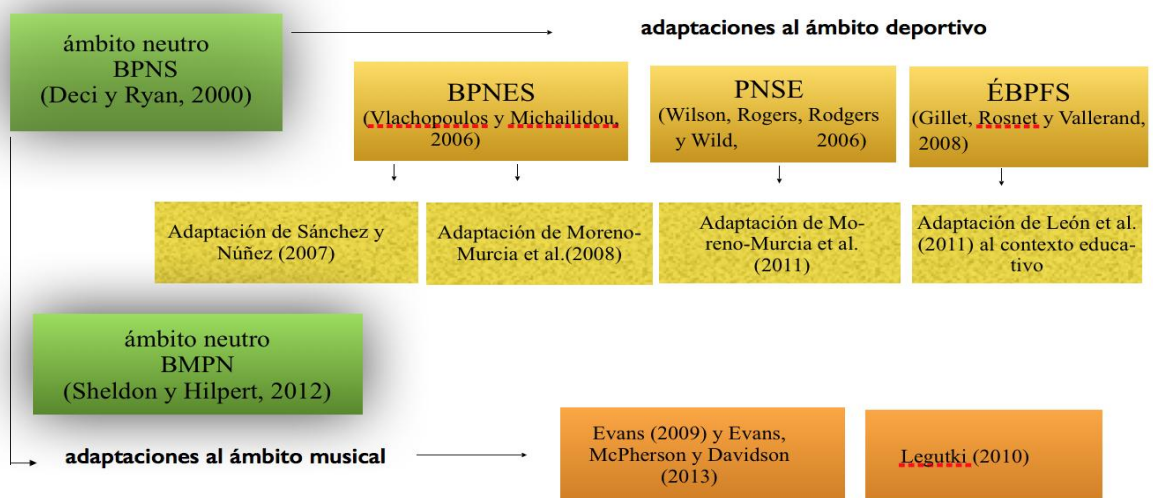 ámbito neutro
BPNS
(Deci y Ryan, 2000)
adaptaciones al ámbito deportivo
BPNES
(Vlachopoulos y Michailidou,
2006)
PNSE
(Wilson, Rogers, Rodgers
y Wild, 2006)
ÉBPFS
(Gillet, Rosnet y Vallerand,
2008)
Adaptación de Sánchez y
Núñez (2007)
Adaptación de Moreno-
Murcia et al.(2008)
Adaptación de Mo-
reno-Murcia et al.
(2011)
Adaptación de León et al.
(2011) al contexto educa-
tivo
ámbito neutro
BMPN
(Sheldon y Hilpert, 2012)
adaptaciones al ámbito musical
Evans (2009) y Evans,
McPherson y Davidson
(2013)
Legutki (2010)